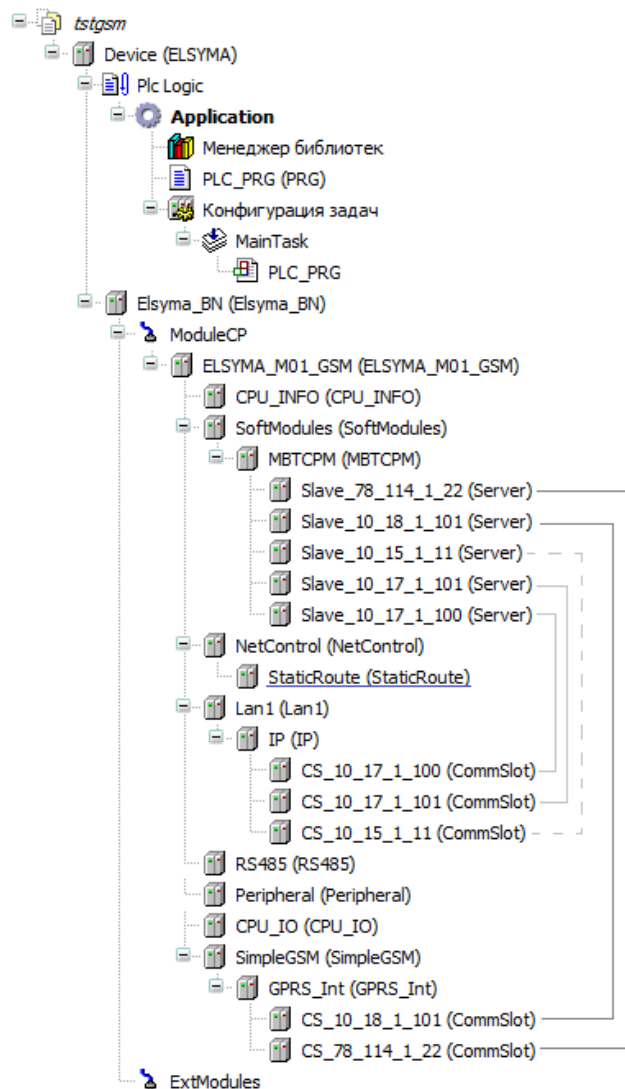 tstgsm
Device (ELSYMA)
Plc Logic
Application
Менеджер библиотек
PLC_PRG (PRG)
Конфигурация задач
MainTask
PLC_PRG
Elsyma_BN (Elsyma_BN)
ModuleCP
ELSYMA_M01_GSM (ELSYMA_M01_GSM)
CPU_INFO (CPU_INFO)
SoftModules (SoftModules)
MBTCPM (MBTCPM)
Slave_78_114_1_22 (Server)
Slave_10_18_1_101 (Server)
Slave_10_15_1_11 (Server)
Slave_10_17_1_101 (Server)
Slave_10_17_1_100 (Server)
NetControl (NetControl)
StaticRoute (StaticRoute)
Lan1 (Lan1)
IP (IP)
CS_10_17_1_100 (CommSlot)
CS_10_17_1_101 (CommSlot)
CS_10_15_1_11 (CommSlot)
RS485 (RS485)
Peripheral (Peripheral)
CPU_IO (CPU_IO)
SimpleGSM (SimpleGSM)
GPRS_Int (GPRS_Int)
CS_10_18_1_101 (CommSlot)
CS_78_114_1_22 (CommSlot)
ExtModules